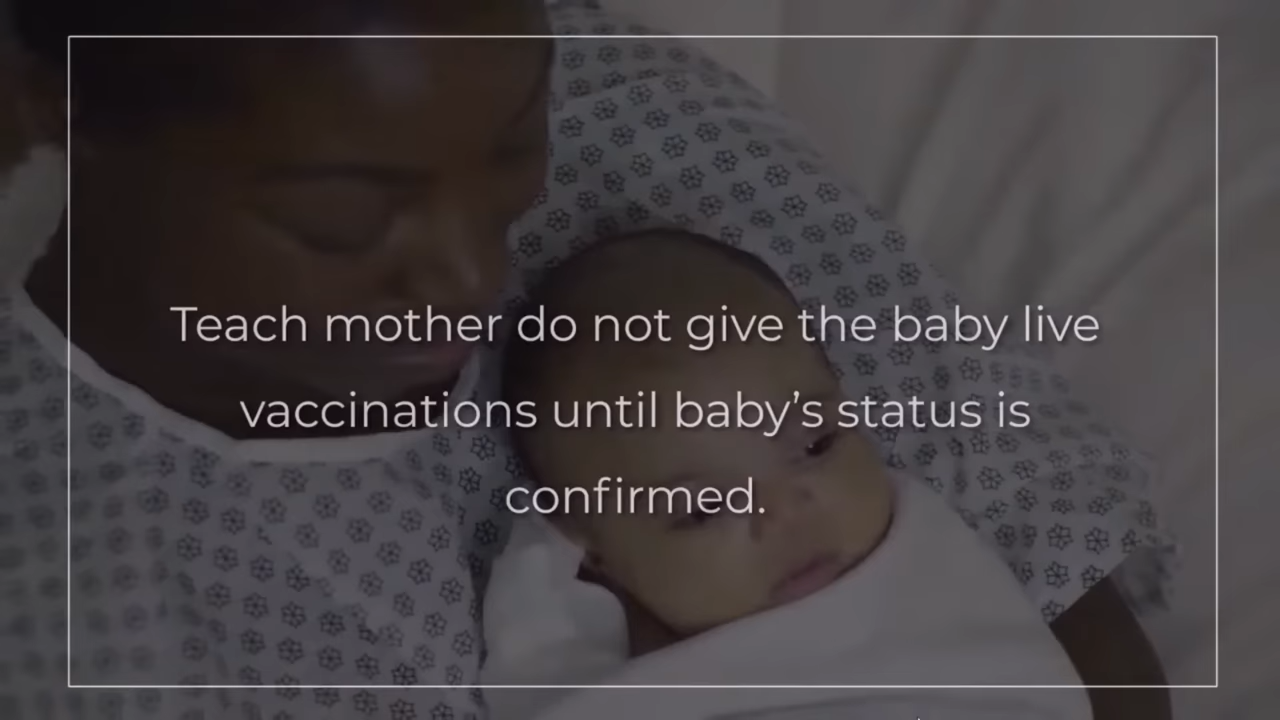 Teach mother do not give the baby live
vaccinations until baby’s status is
confirmed.